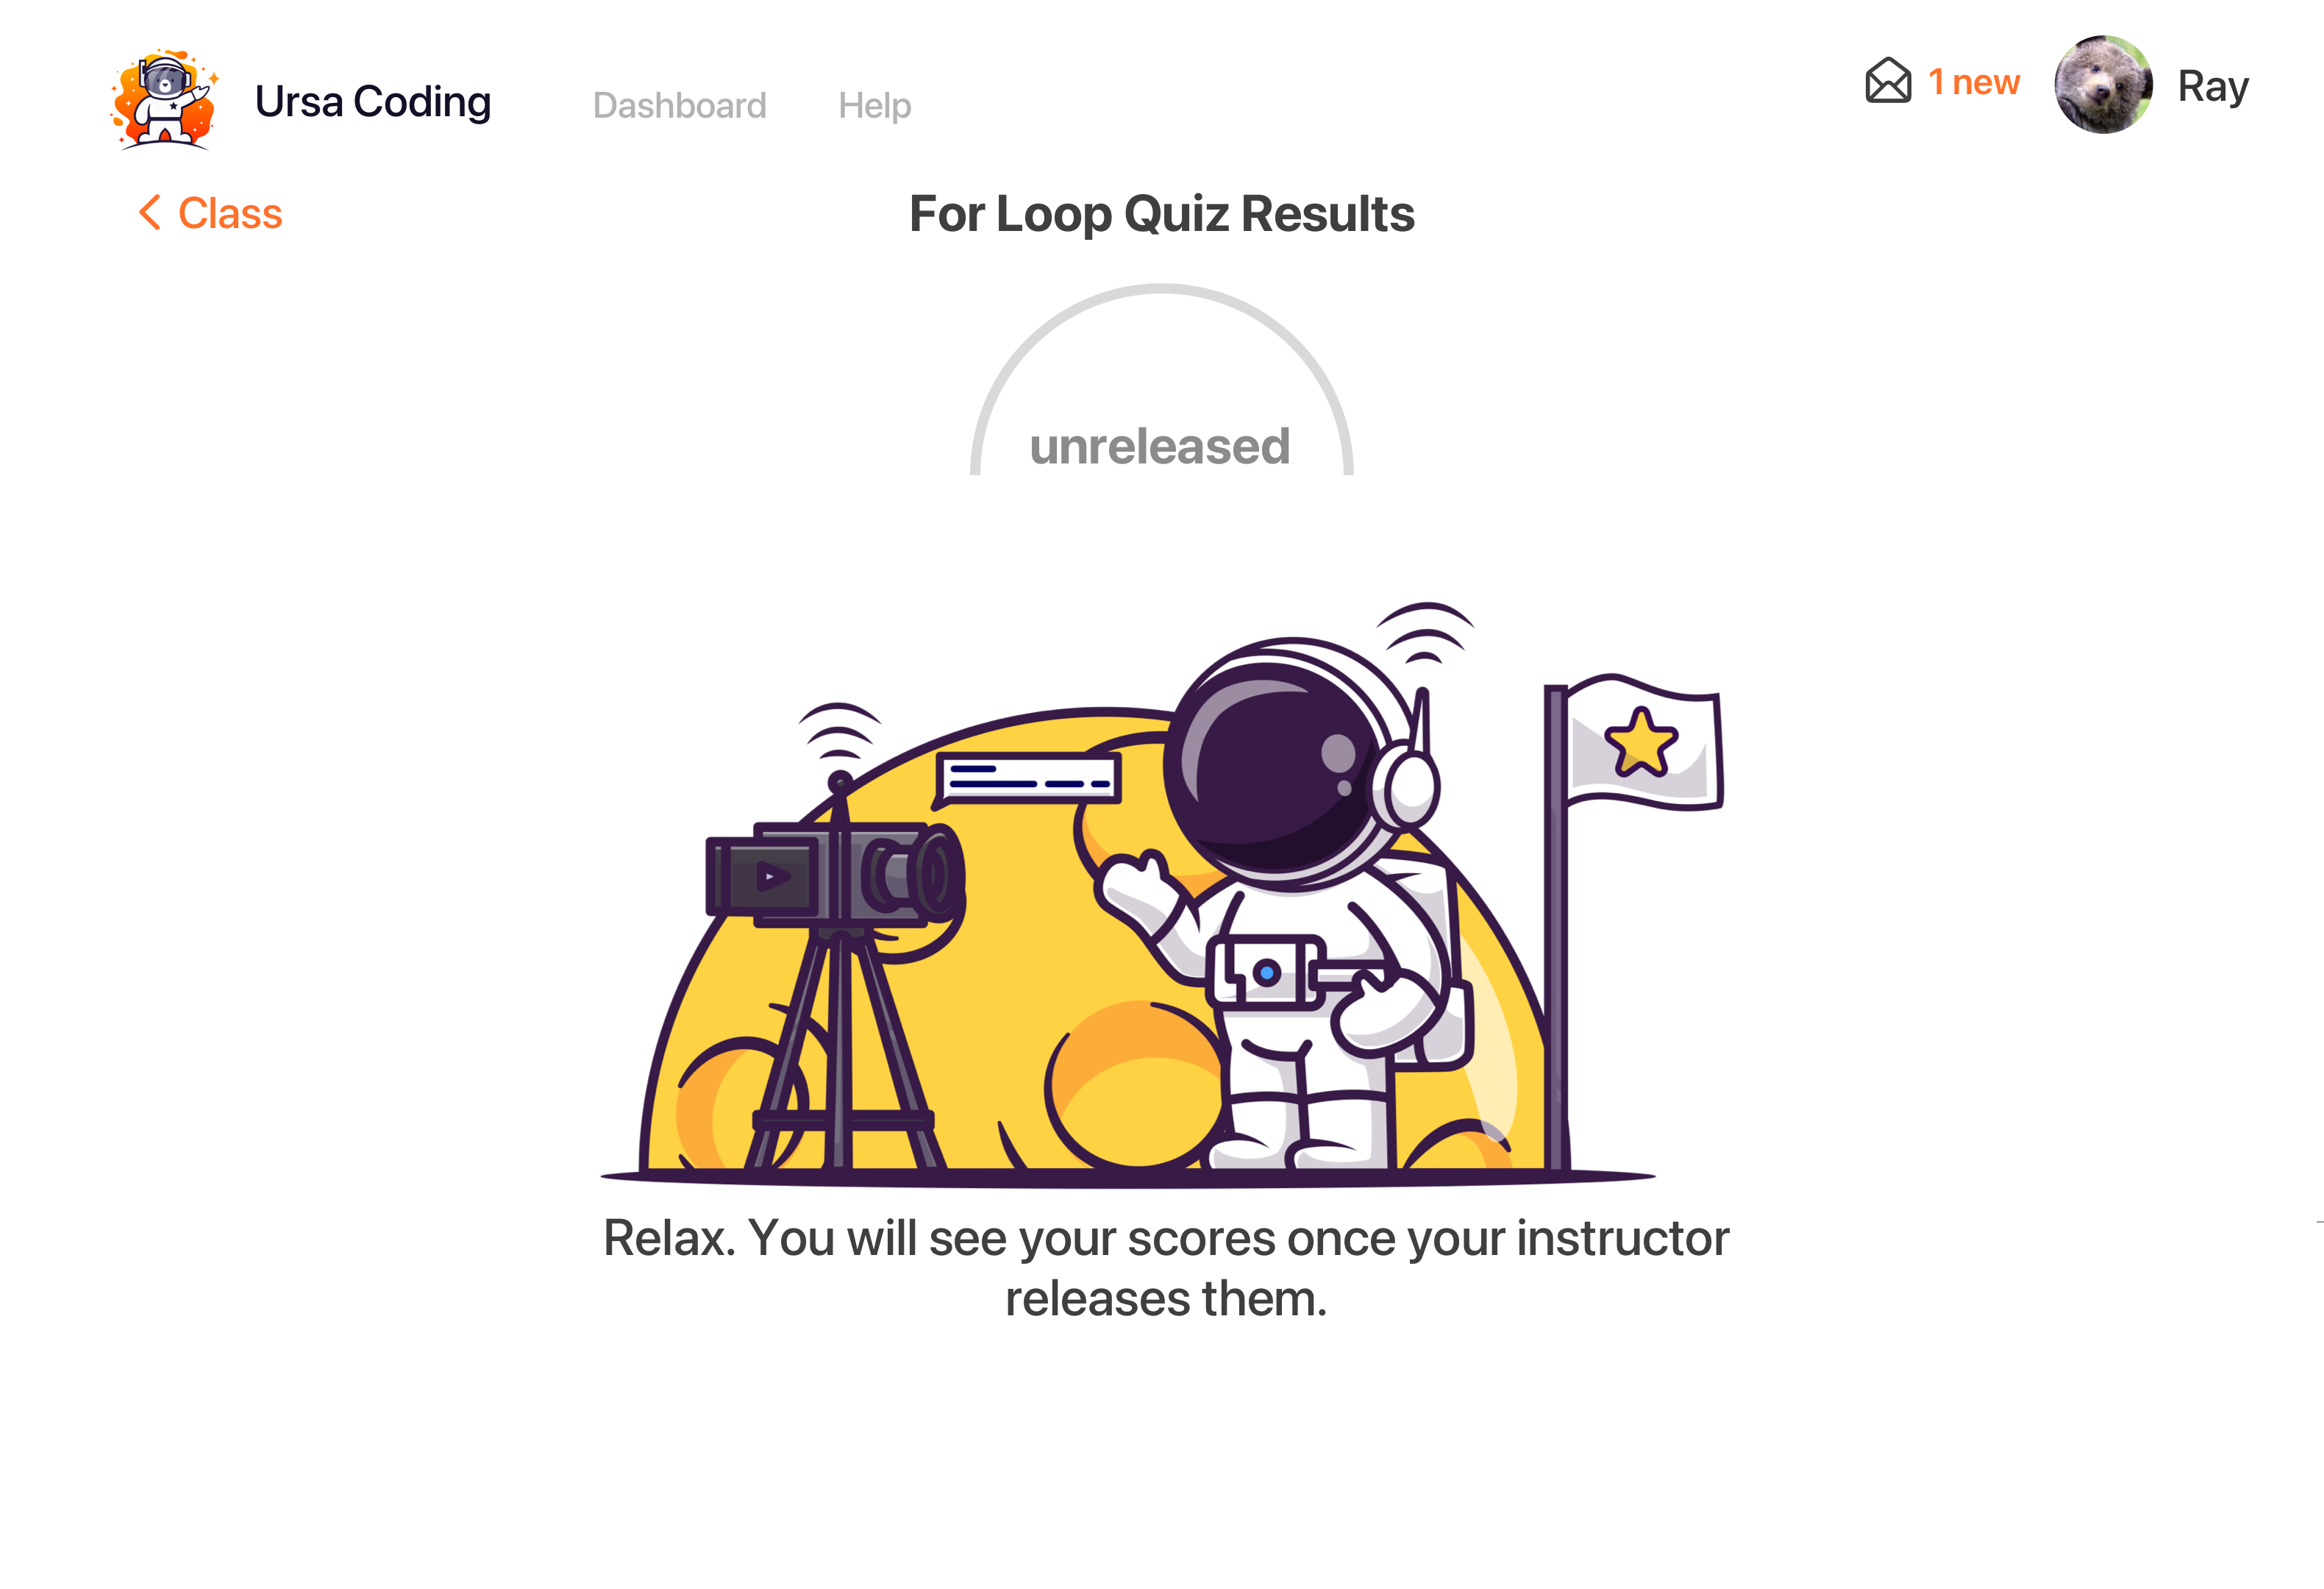 Ursa Coding
Dashboard
Help
1 new
Ray
Class
For Loop Quiz Results
unreleased
Relax. You will see your scores once your instructor
releases them.